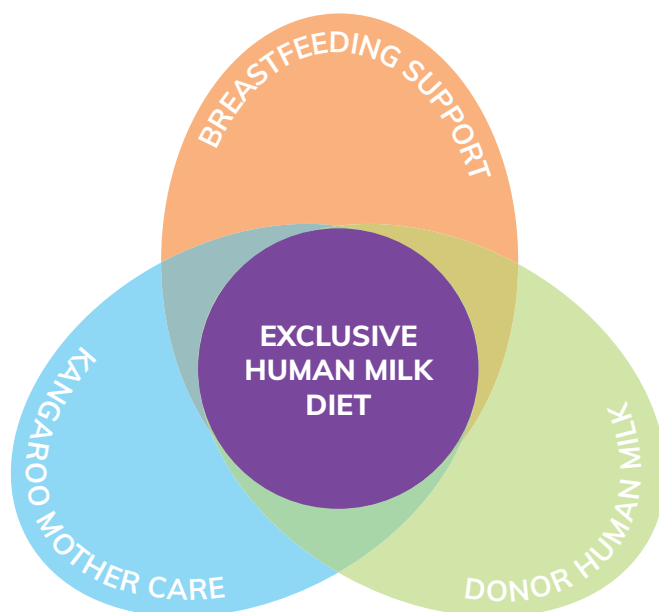 BREASTFEEDING SUPPORT
EXCLUSIVE
HUMAN MILK
DIET
KANGAROO MOTHER CARE
DONOR HUMAN MILK